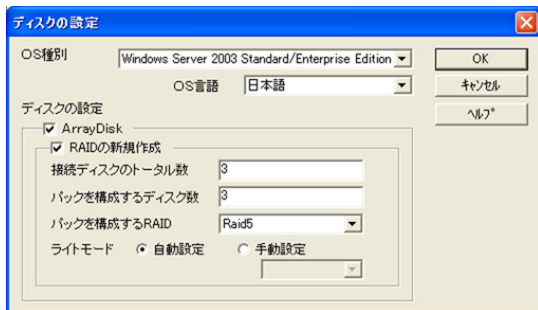 ディスクの設定
OS種別 Windows Server 2003 Standard/Enterprise Edition OK
OS言語 日本語 キャンセル
ディスクの設定 ヘルプ
ArrayDisk
RAIDの新規作成
接続ディスクのトータル数 3
パックを構成するディスク数 3
パックを構成するRAID Raid5
ライトモード 自動設定 手動設定